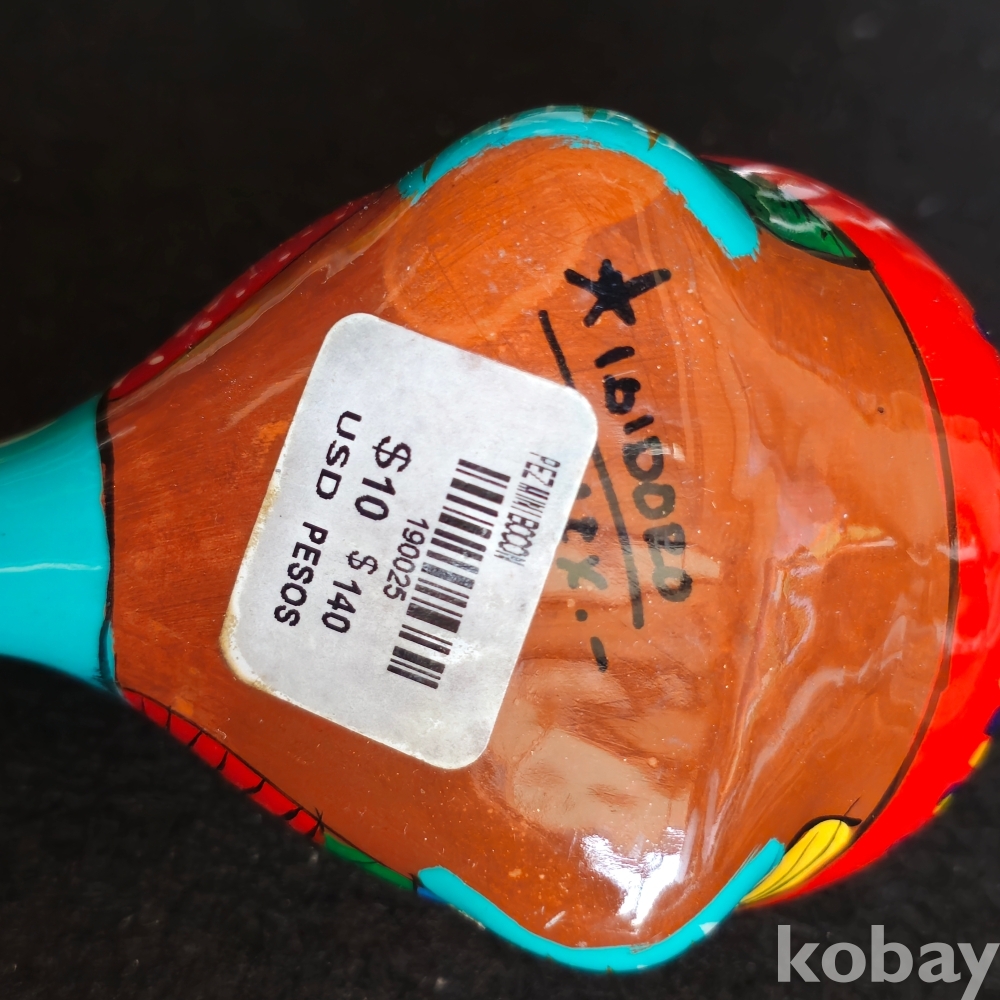 PEZ MINI BOCON
190025
$10 $140
USD PESOS
kobay